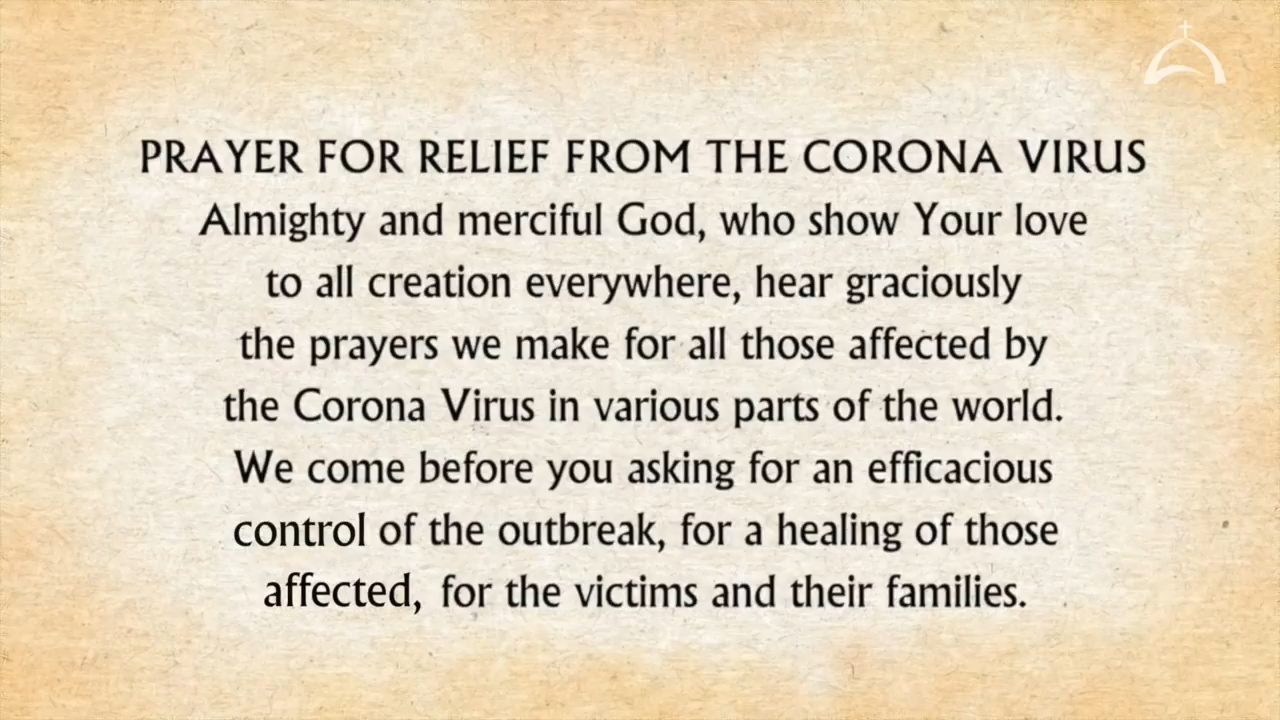 PRAYER FOR RELIEF FROM THE CORONA VIRUS
Almighty and merciful God, who show Your love
to all creation everywhere, hear graciously
the prayers we make for all those affected by
the Corona Virus in various parts of the world.
We come before you asking for an efficacious
control of the outbreak, for a healing of those
affected, for the victims and their families.